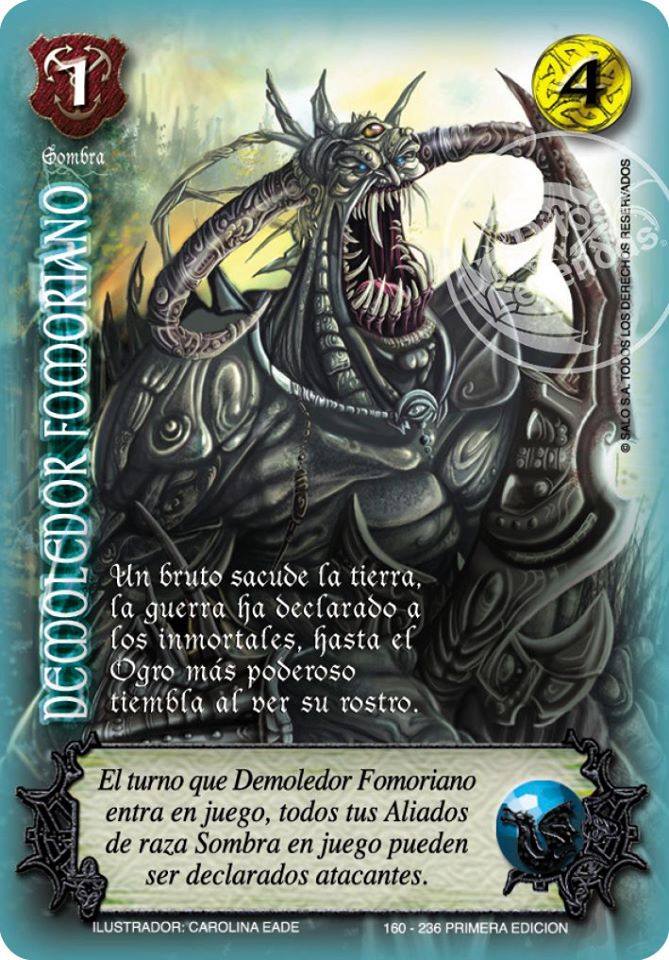 1
4
Sombra
DEMOLEDOR FOMORIANO
© SALO S.A. TODOS LOS DERECHOS RESERVADOS
Un bruto sacude la tierra,
la guerra ha declarado a
los inmortales, hasta el
Ogro más poderoso
tiembla al ver su rostro.
El turno que Demoledor Fomoriano
entra en juego, todos tus Aliados
de raza Sombra en juego pueden
ser declarados atacantes.
ILUSTRADOR: CAROLINA EADE
160 - 236 PRIMERA EDICION